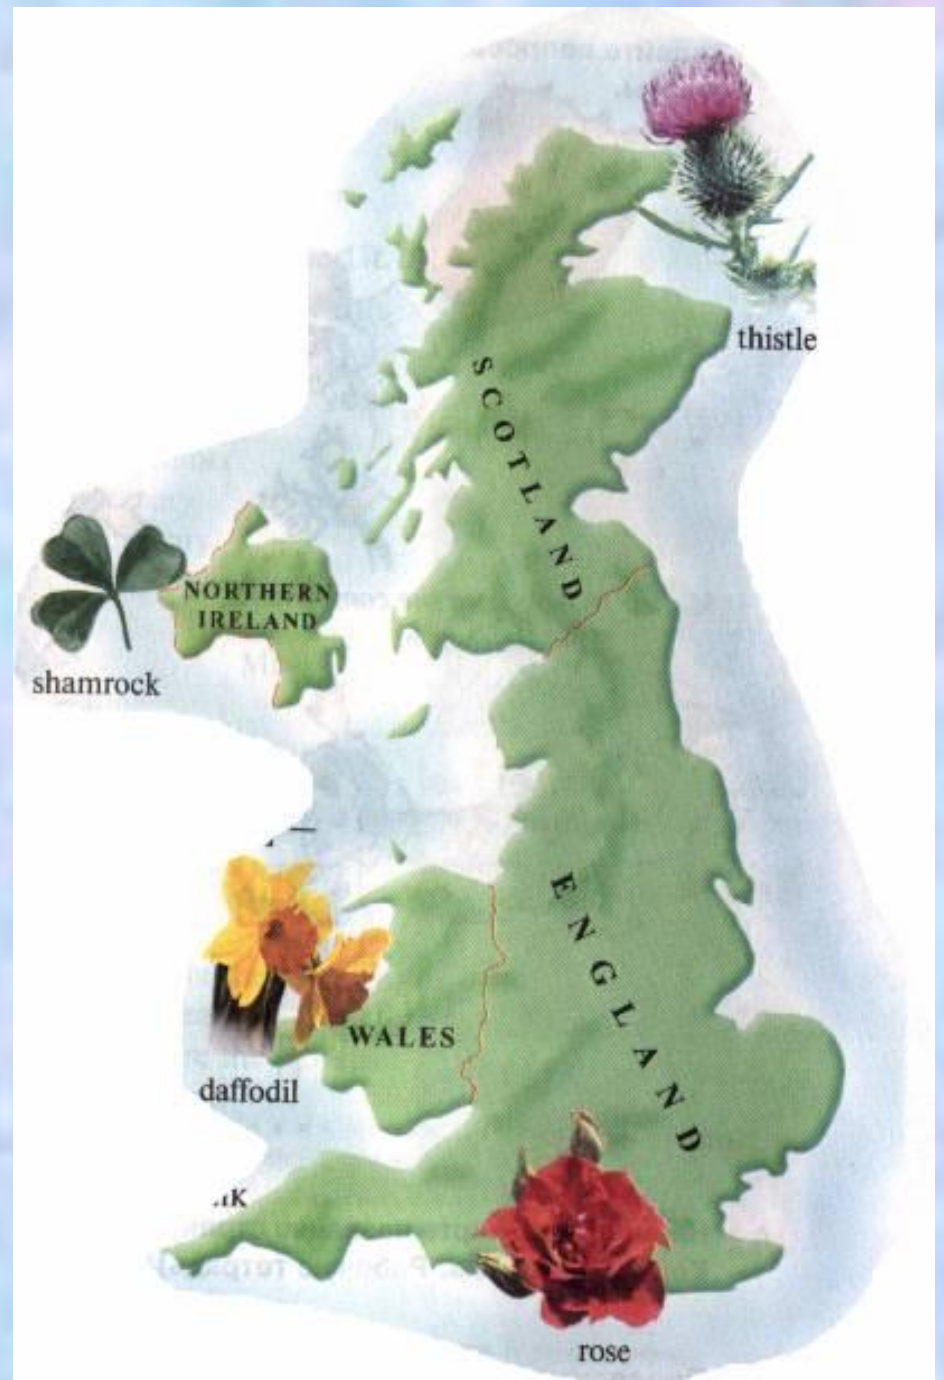 thistle
SCOTLAND
NORTHERN
IRELAND
shamrock
ENGLAND
WALES
daffodil
rose